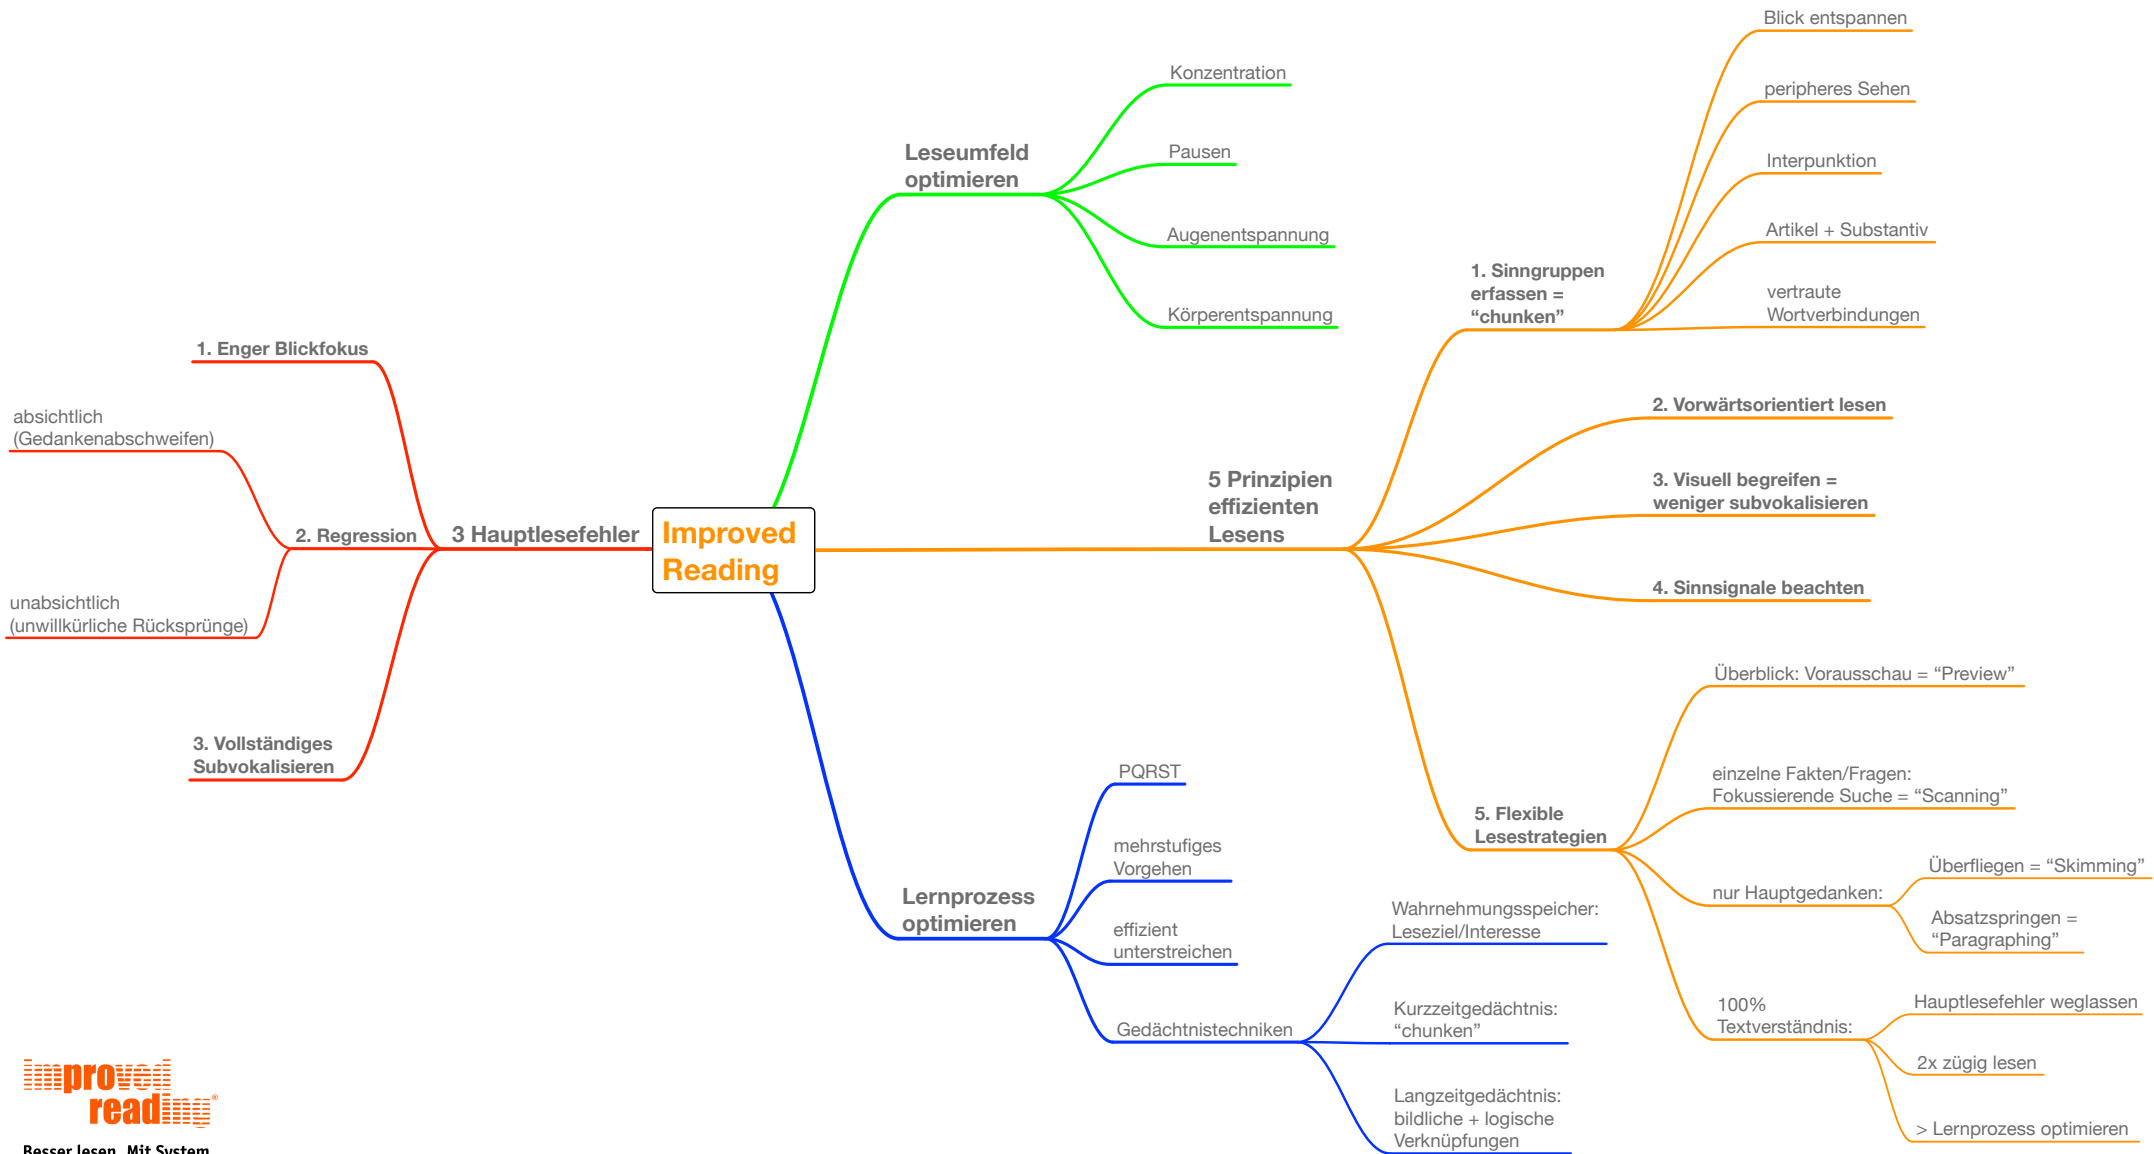 Improved
Reading
3 Hauptlesefehler
1. Enger Blickfokus
2. Regression
absichtlich
(Gedankenabschweifen)
unabsichtlich
(unwillkürliche Rücksprünge)
3. Vollständiges
Subvokalisieren
Leseumfeld
optimieren
Konzentration
Pausen
Augenentspannung
Körperentspannung
5 Prinzipien
effizienten
Lesens
1. Sinngruppen
erfassen =
“chunken”
Blick entspannen
peripheres Sehen
Interpunktion
Artikel + Substantiv
vertraute
Wortverbindungen
2. Vorwärtsorientiert lesen
3. Visuell begreifen =
weniger subvokalisieren
4. Sinnsignale beachten
5. Flexible
Lesestrategien
Überblick: Vorausschau = “Preview”
einzelne Fakten/Fragen:
Fokussierende Suche = “Scanning”
nur Hauptgedanken:
Überfliegen = “Skimming”
Absatzspringen =
“Paragraphing”
100%
Textverständnis:
Hauptlesefehler weglassen
2x zügig lesen
> Lernprozess optimieren
Lernprozess
optimieren
PQRST
mehrstufiges
Vorgehen
effizient
unterstreichen
Gedächtnistechniken
Wahrnehmungsspeicher:
Leseziel/Interesse
Kurzzeitgedächtnis:
“chunken”
Langzeitgedächtnis:
bildliche + logische
Verknüpfungen
improved
reading®
Besser lesen. Mit System.